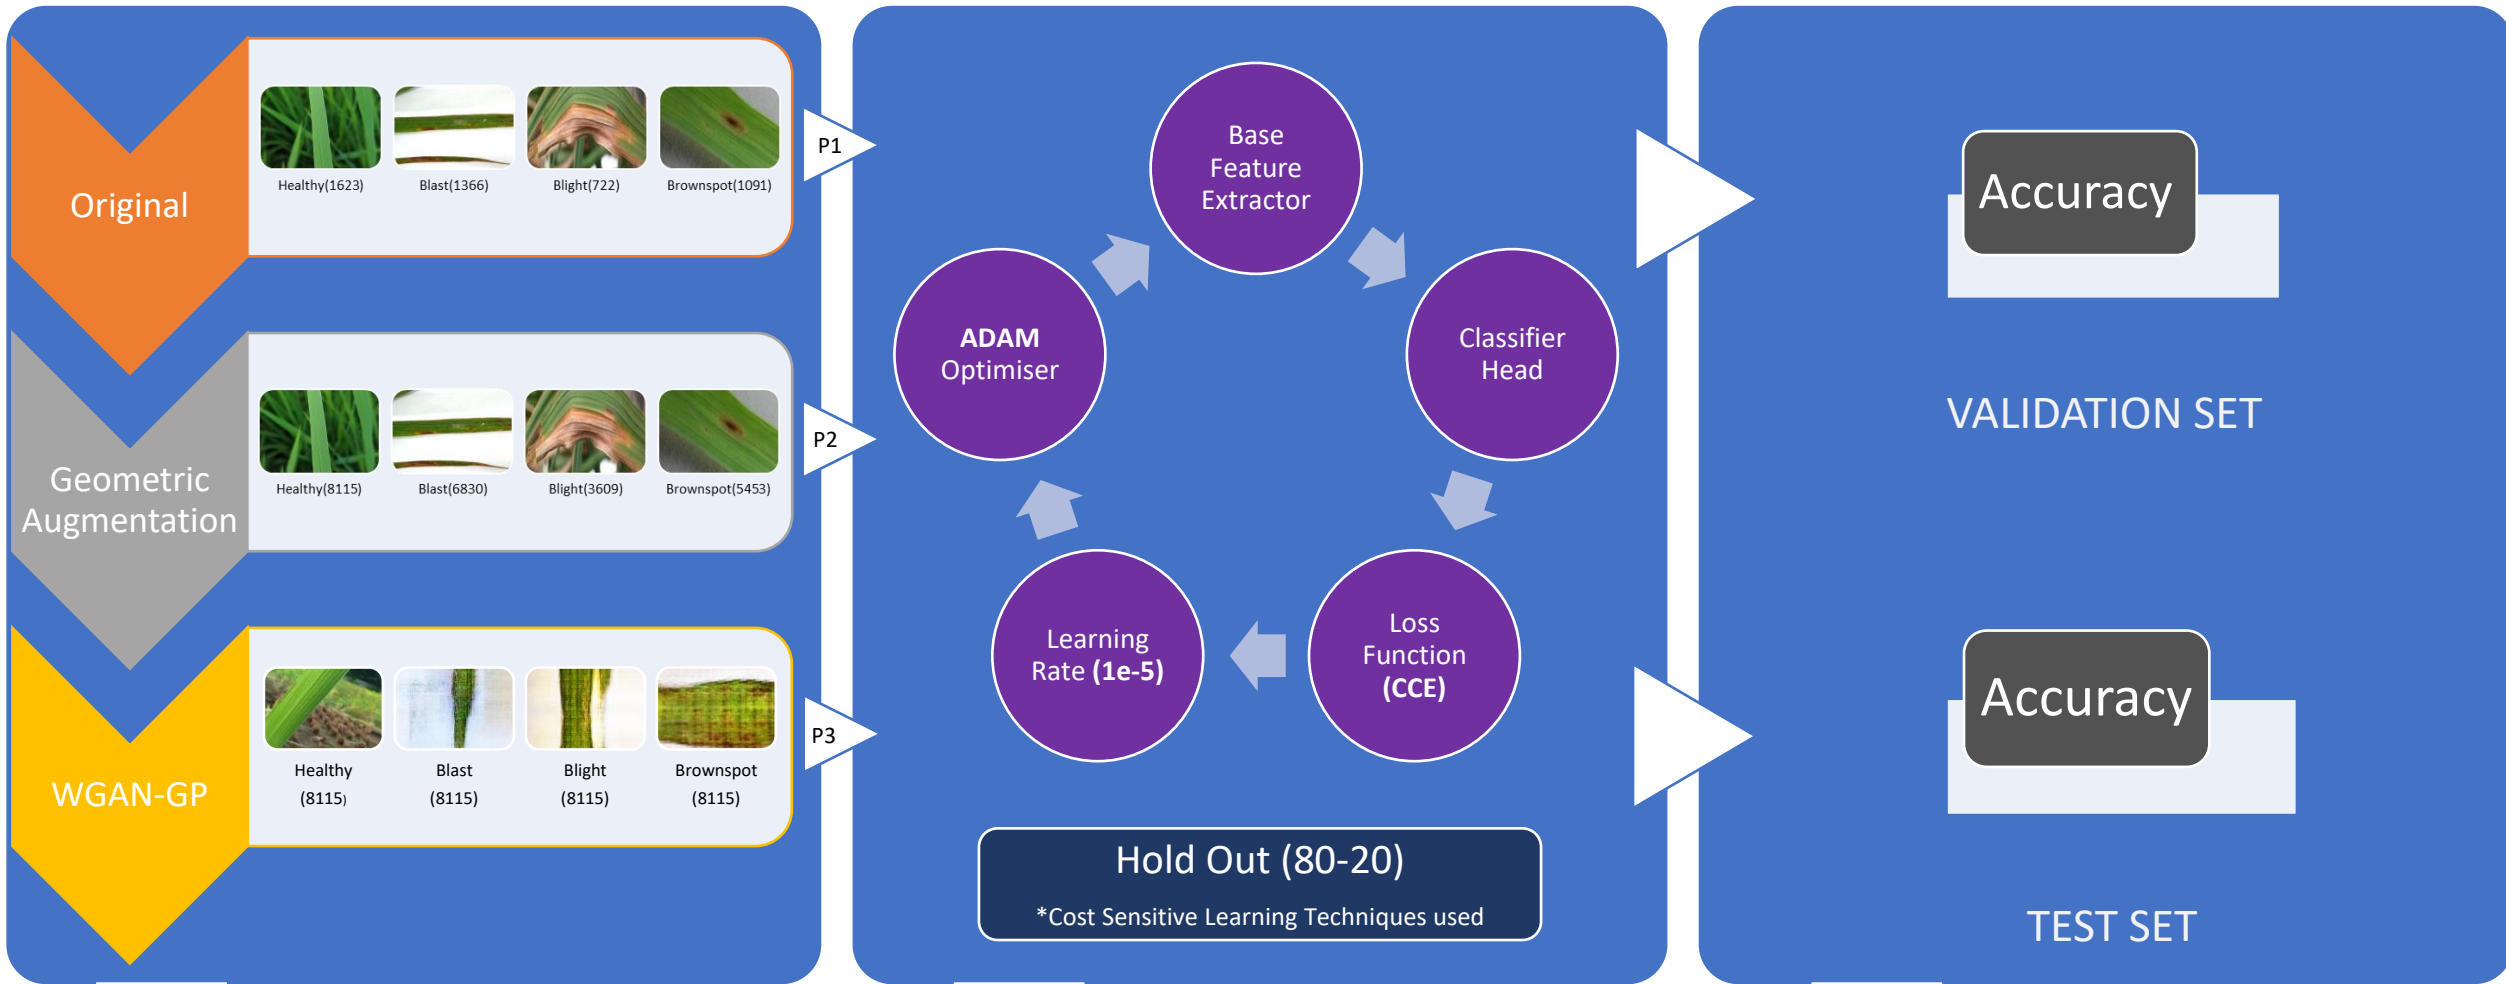 Original
Healthy(1623)
Blast(1366)
Blight(722)
Brownspot(1091)
P1
Geometric
Augmentation
Healthy(8115)
Blast(6830)
Blight(3609)
Brownspot(5453)
P2
WGAN-GP
Healthy
(8115)
Blast
(8115)
Blight
(8115)
Brownspot
(8115)
P3
Base
Feature
Extractor
Classifier
Head
Loss
Function
(CCE)
Learning
Rate (1e-5)
ADAM
Optimiser
Hold Out (80-20)
*Cost Sensitive Learning Techniques used
Accuracy
VALIDATION SET
Accuracy
TEST SET